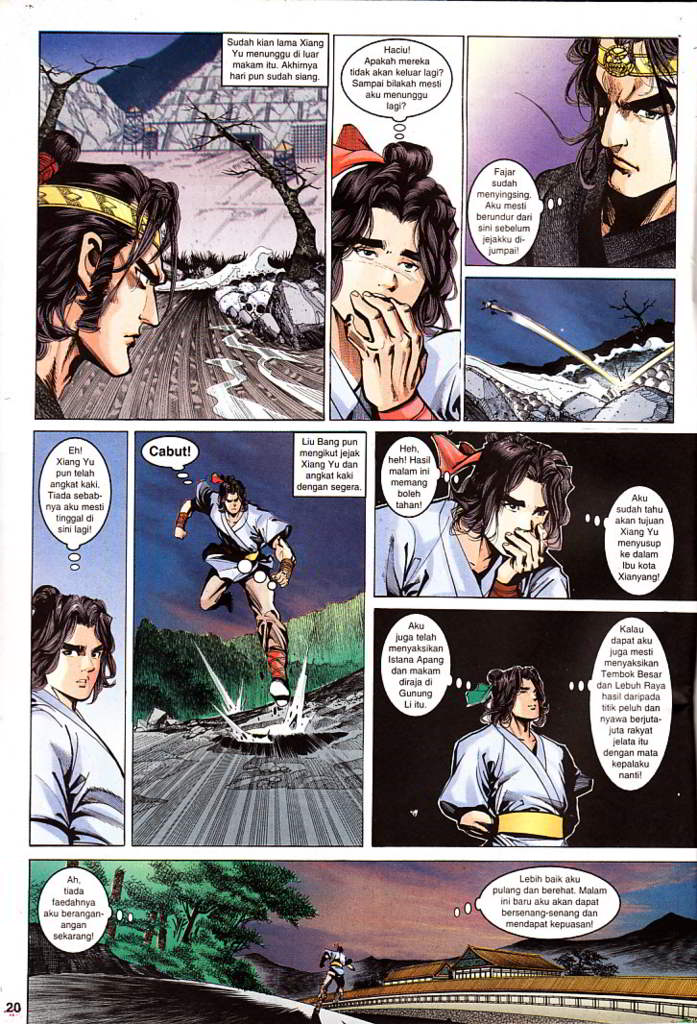 Sudah kian lama Xiang
Yu menunggu di luar
makam itu. Akhirnya
hari pun sudah siang.
Haciu!
Apakah mereka
tidak akan keluar lagi?
Sampai bilakah mesti
aku menunggu
lagi?
Fajar
sudah
menyingsing.
Aku mesti
berundur dari
sini sebelum
jejakku di-
jumpai!
Eh!
Xiang Yu
pun telah
angkat kaki.
Tiada sebab-
nya aku mesti
tinggal di
sini lagi!
Cabut!
Liu Bang pun
mengikut jejak
Xiang Yu dan
angkat kaki
dengan segera.
Heh,
heh! Hasil
malam ini
memang
boleh
tahan!
Aku
sudah tahu
akan tujuan
Xiang Yu
menyusup
ke dalam
Ibu kota
Xianyang!
Aku
juga telah
menyaksikan
Istana Apang
dan makam
diraja di
Gunung
Li itu.
Kalau
dapat aku
juga mesti
menyaksikan
Tembok Besar
dan Lebuh Raya
hasil daripada
titik peluh dan
nyawa berjuta-
juta rakyat
jelata itu
dengan mata
kepalaku
nanti!
Ah,
tiada
faedahnya
aku berangan-
angan
sekarang!
Lebih baik aku
pulang dan berehat. Malam
ini baru aku akan dapat
bersenang-senang dan
mendapat kepuasan!
20